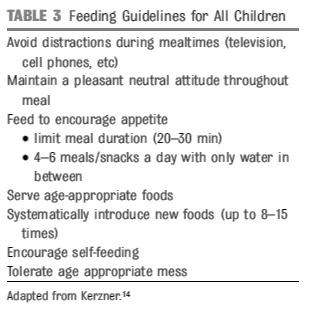 TABLE 3 Feeding Guidelines for All Children
Avoid distractions during mealtimes (television,
cell phones, etc)
Maintain a pleasant neutral attitude throughout
meal
Feed to encourage appetite
• limit meal duration (20–30 min)
• 4–6 meals/snacks a day with only water in
between
Serve age-appropriate foods
Systematically introduce new foods (up to 8–15
times)
Encourage self-feeding
Tolerate age appropriate mess
Adapted from Kerzner.14